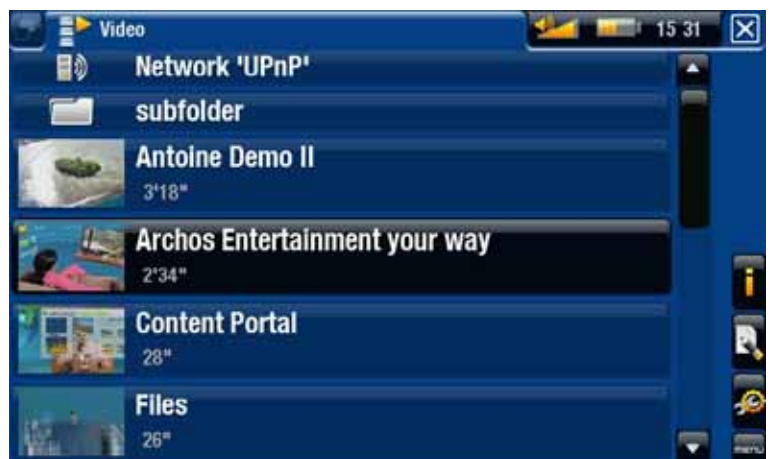 Video
15 31
Network 'UPnP'
subfolder
Antoine Demo II
3'18"
Archos Entertainment your way
2'34"
Content Portal
28"
Files
26"
menu